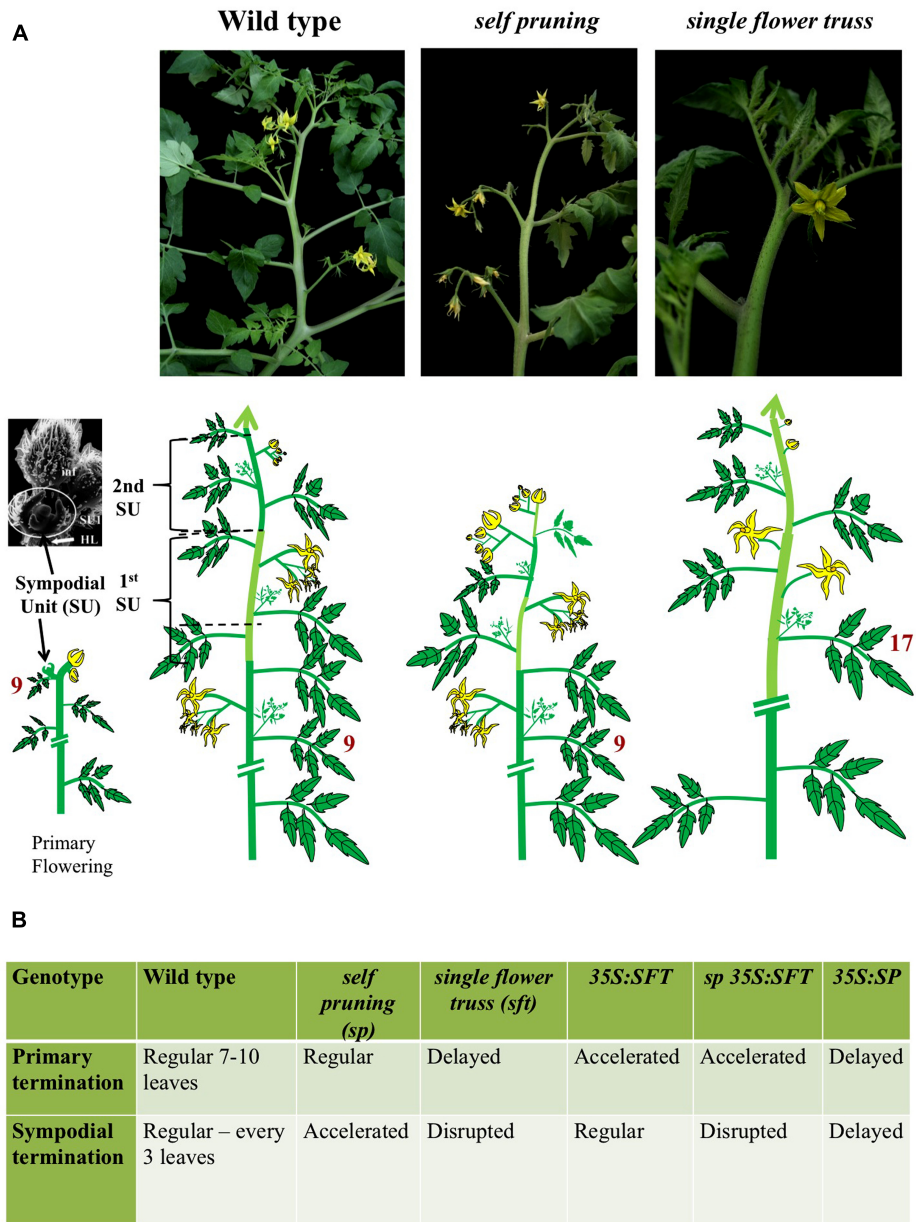 A
Wild type
self pruning
single flower truss
inf
SU1
HL
Sympodial
Unit (SU)
2nd
SU
1st
SU
9
Primary
Flowering
9
9
17
B
Genotype
Wild type
self
pruning
(sp)
single flower
truss (sft)
35S:SFT
sp 35S:SFT
35S:SP
Primary
termination
Regular 7-10
leaves
Regular
Delayed
Accelerated
Accelerated
Delayed
Sympodial
termination
Regular – every
3 leaves
Accelerated
Disrupted
Regular
Disrupted
Delayed